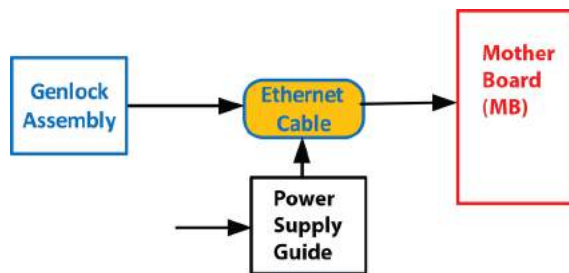 Genlock
Assembly
Ethernet
Cable
Mother
Board
(MB)
Power
Supply
Guide